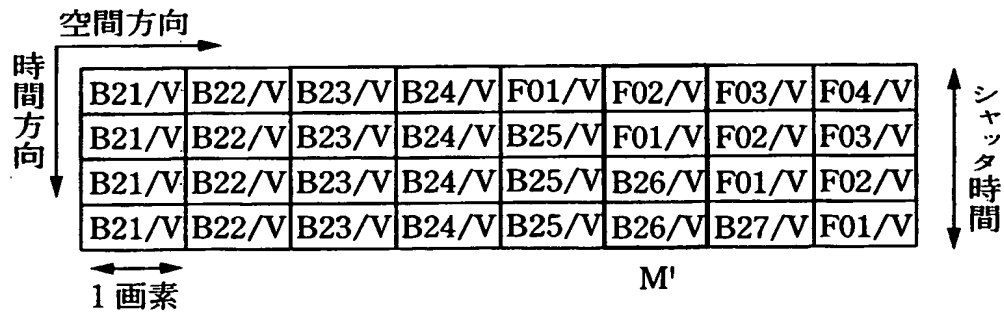 空間方向
時間方向
B21/V B22/V B23/V B24/V F01/V F02/V F03/V F04/V
B21/V B22/V B23/V B24/V B25/V F01/V F02/V F03/V
B21/V B22/V B23/V B24/V B25/V B26/V F01/V F02/V
B21/V B22/V B23/V B24/V B25/V B26/V B27/V F01/V
シャッタ時間
1画素
M'